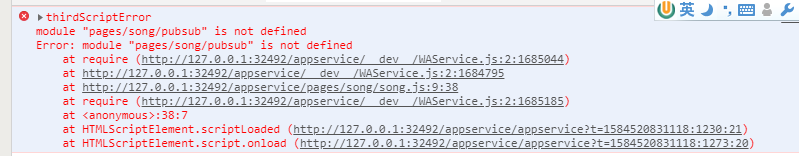 英
thirdScriptError
module "pages/song/pubsub" is not defined
Error: module "pages/song/pubsub" is not defined
at require (http://127.0.0.1:32492/appservice/__dev__/WAService.js:2:1685044)
at http://127.0.0.1:32492/appservice/__dev__/WAService.js:2:1684795
at http://127.0.0.1:32492/appservice/pages/song/song.js:9:38
at require (http://127.0.0.1:32492/appservice/__dev__/WAService.js:2:1685185)
at <anonymous>:38:7
at HTMLScriptElement.scriptLoaded (http://127.0.0.1:32492/appservice/appservice?t=1584520831118:1230:21)
at HTMLScriptElement.script.onload (http://127.0.0.1:32492/appservice/appservice?t=1584520831118:1273:20)